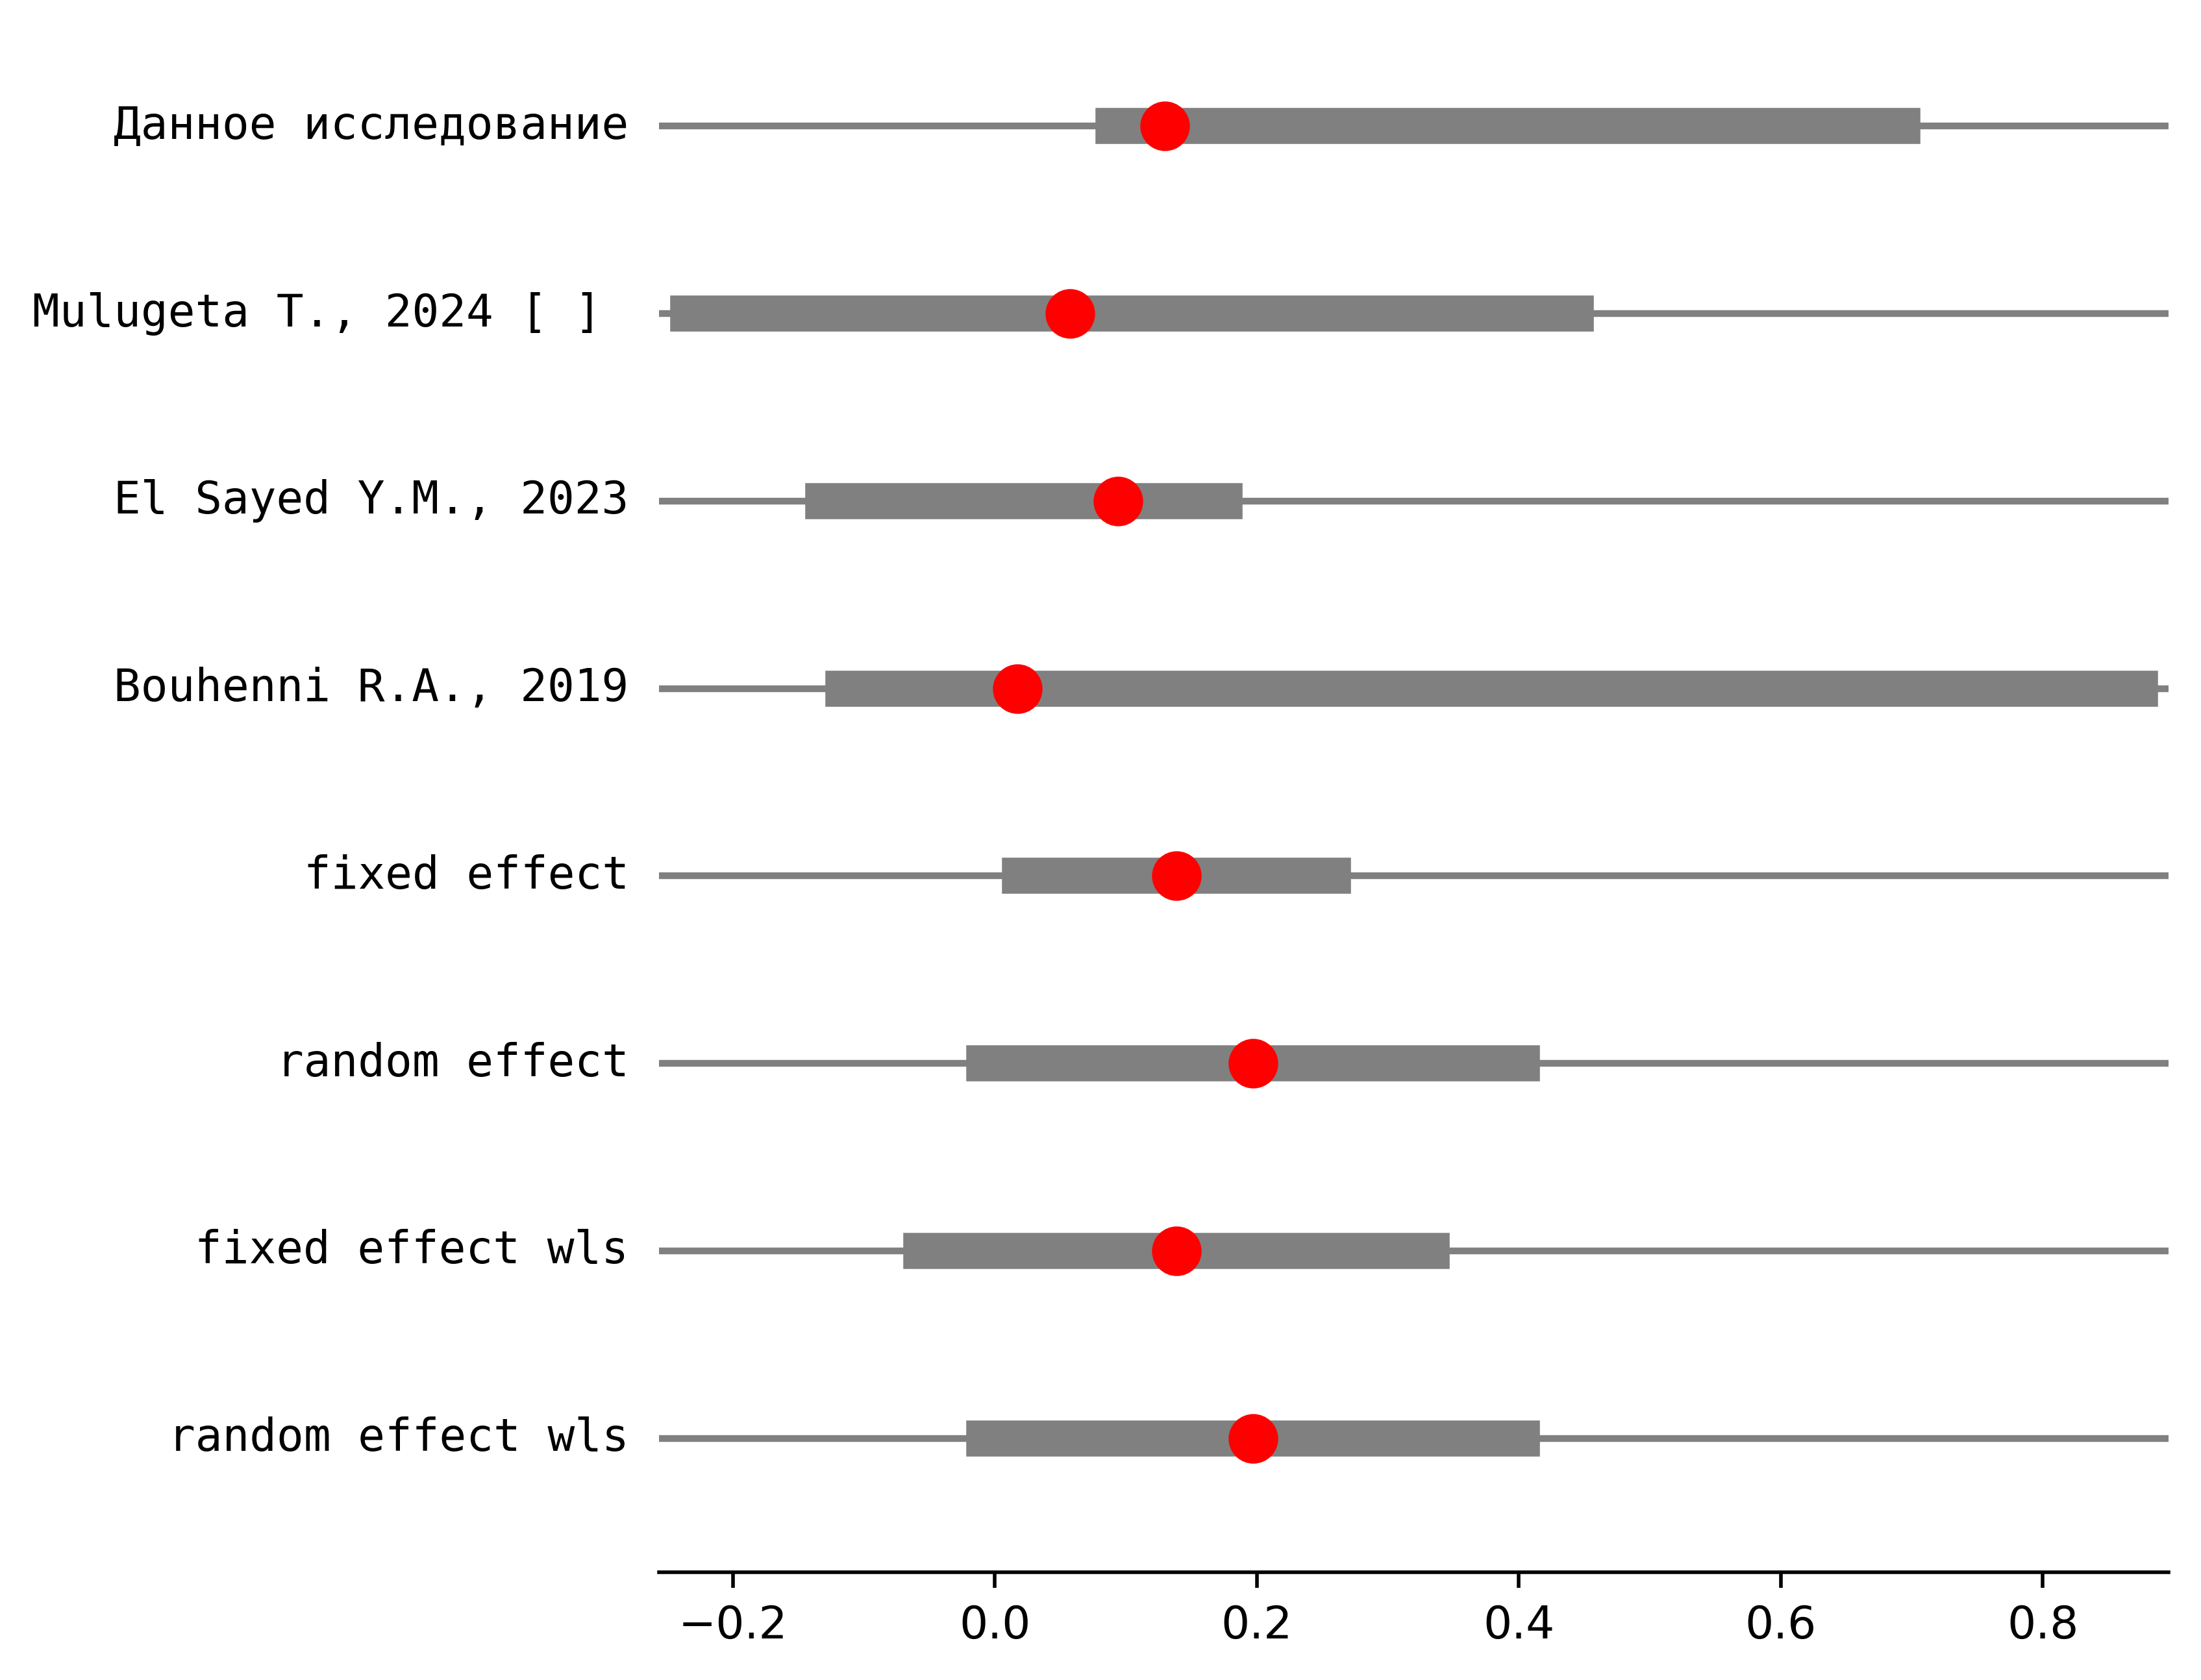 Данное исследование
Mulugeta T., 2024 [ ]
El Sayed Y.M., 2023
Bouhenni R.A., 2019
fixed effect
random effect
fixed effect wls
random effect wls
−0.2 0.0 0.2 0.4 0.6 0.8